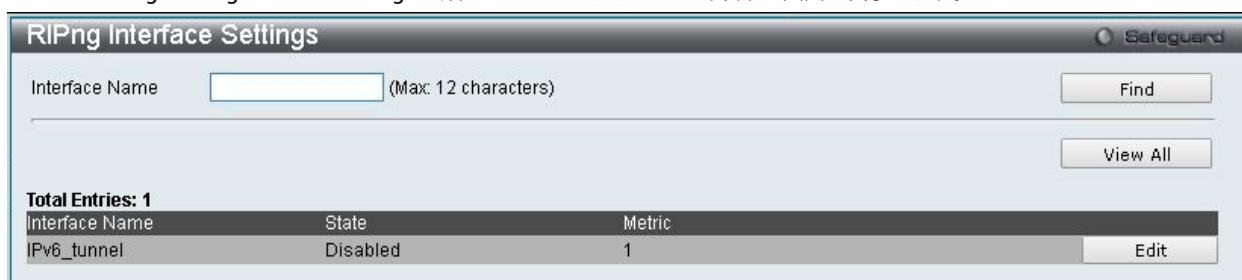 RIPng Interface Settings
Safeguard
Interface Name (Max: 12 characters) Find
View All
Total Entries: 1
Interface Name State Metric
IPv6_tunnel Disabled 1 Edit